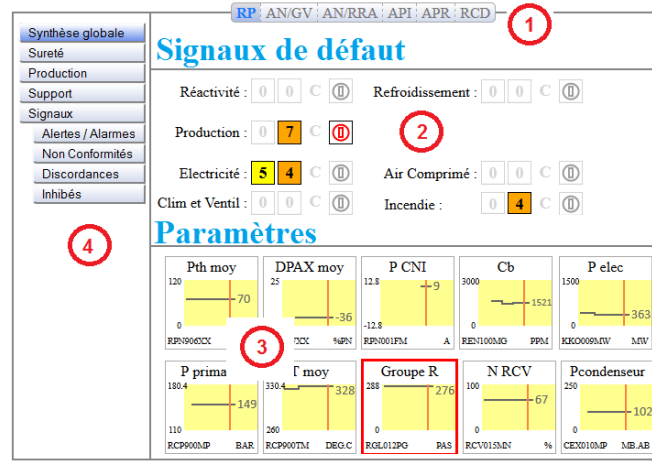 RP AN/GV AN/RRA API APR RCD
1
Synthèse globale
Sureté
Production
Support
Signaux
Alertes / Alarmes
Non Conformités
Discordances
Inhibés
4
Signaux de défaut
Réactivité : 0 0 C Refroidissement : 0 0 C
Production : 0 7 C 2
Electricité : 5 4 C Air Comprimé : 0 0 C
Clim et Ventil : 0 0 C Incendie : 0 4 C
Paramètres
Pth moy DPAX moy P CNI Cb P elec
120 25 12.8 3000 1500
70 -36 9 1521 363
0 -12.8 0 0
RPN906XX %PN RPN001FM A REN100MG PPM KKO009MW MW
3
P prima T moy Groupe R N RCV Pcondenseur
180.4 330.4 288 100 250
149 328 276 67 102
110 260 0 0 0
RCP900MP BAR RCP900TM DEG.C RGL012PG PAS RCV015MN % CEX010MP MB.AB